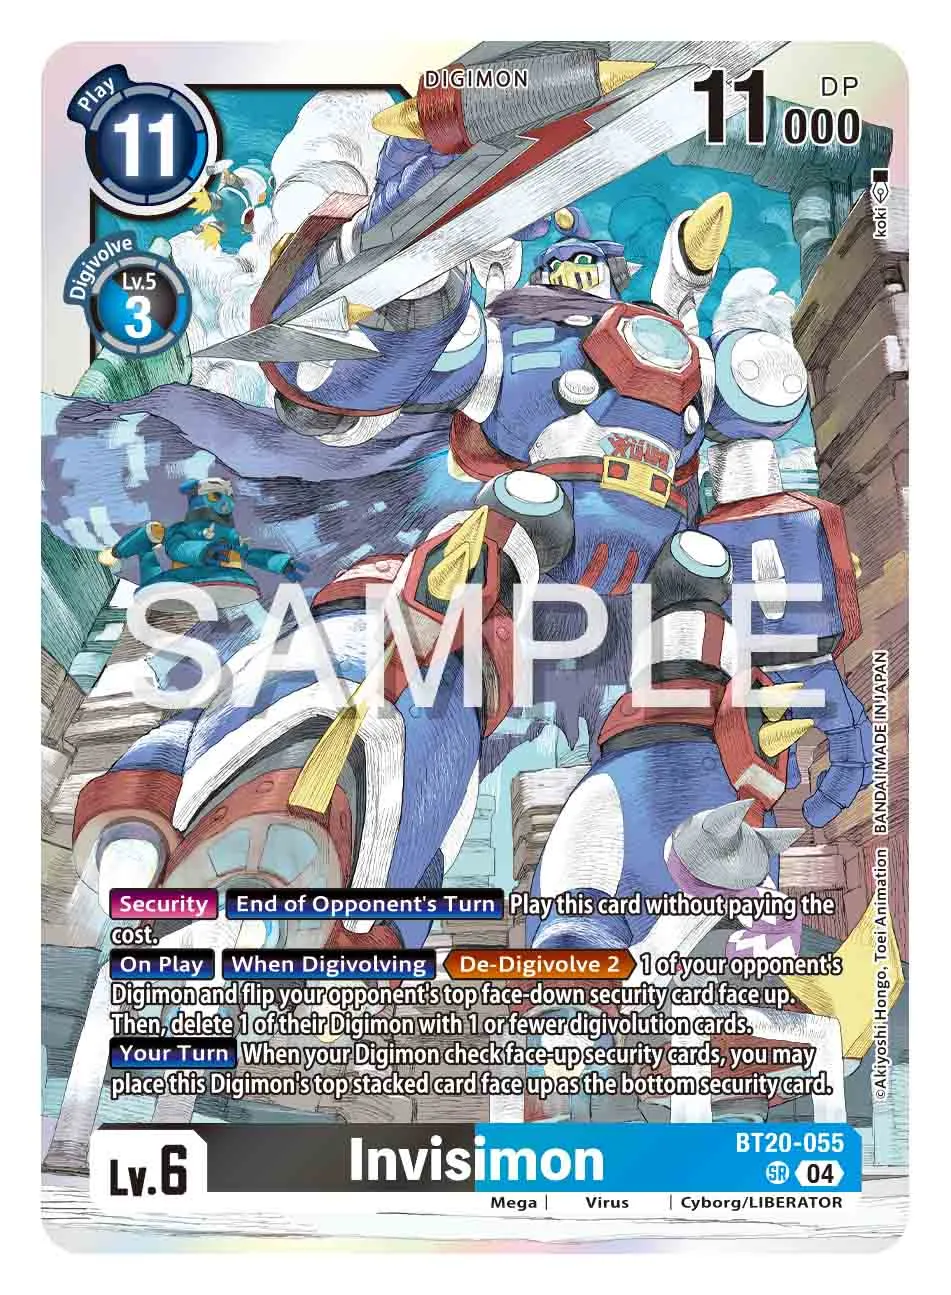 DIGIMON
Play
11
11000
DP
koki
Digivolve
Lv.5
3
SAMPLE
Security End of Opponent's Turn Play this card without paying the
cost.
On Play When Digivolving De-Digivolve 2 1 of your opponent's
Digimon and flip your opponent's top face-down security card face up.
Then, delete 1 of their Digimon with 1 or fewer digivolution cards.
Your Turn When your Digimon check face-up security cards, you may
place this Digimon's top stacked card face up as the bottom security card.
©Akiyoshi Hongo, Toei Animation BANDAI MADE IN JAPAN
Lv.6
Invisimon
BT20-055
SR 04
Mega | Virus | Cyborg/LIBERATOR